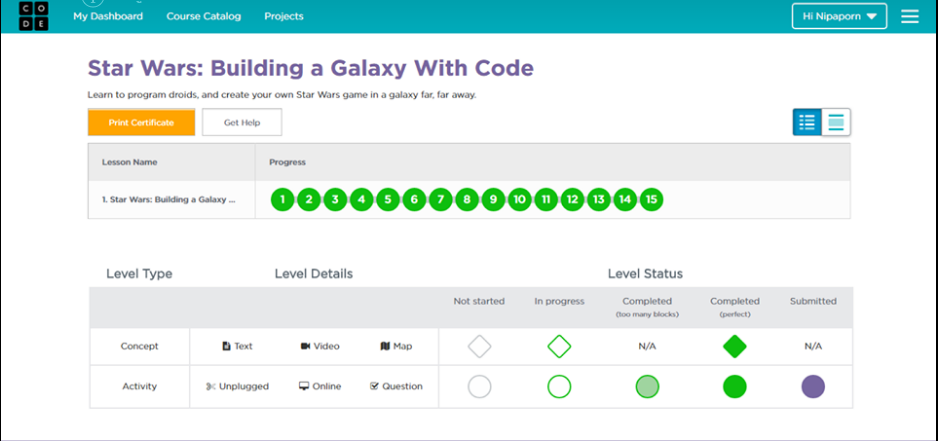 C O
D E
My Dashboard Course Catalog Projects Hi Nipaporn
Star Wars: Building a Galaxy With Code
Learn to program droids, and create your own Star Wars game in a galaxy far, far away.
Print Certificate Get Help
Lesson Name Progress
1. Star Wars: Building a Galaxy ... 1 2 3 4 5 6 7 8 9 10 11 12 13 14 15
Level Type Level Details Level Status
Not started In progress Completed Completed Submitted
(too many blocks) (perfect)
Concept Text Video Map N/A N/A
Activity Unplugged Online Question